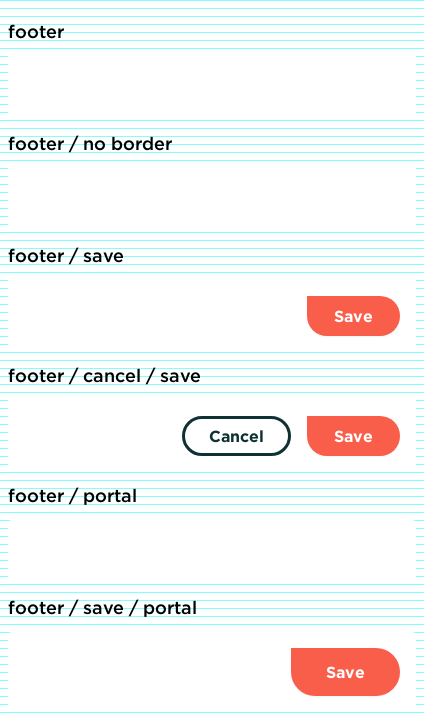 footer
footer / no border
footer / save
Save
footer / cancel / save
Cancel Save
footer / portal
footer / save / portal
Save